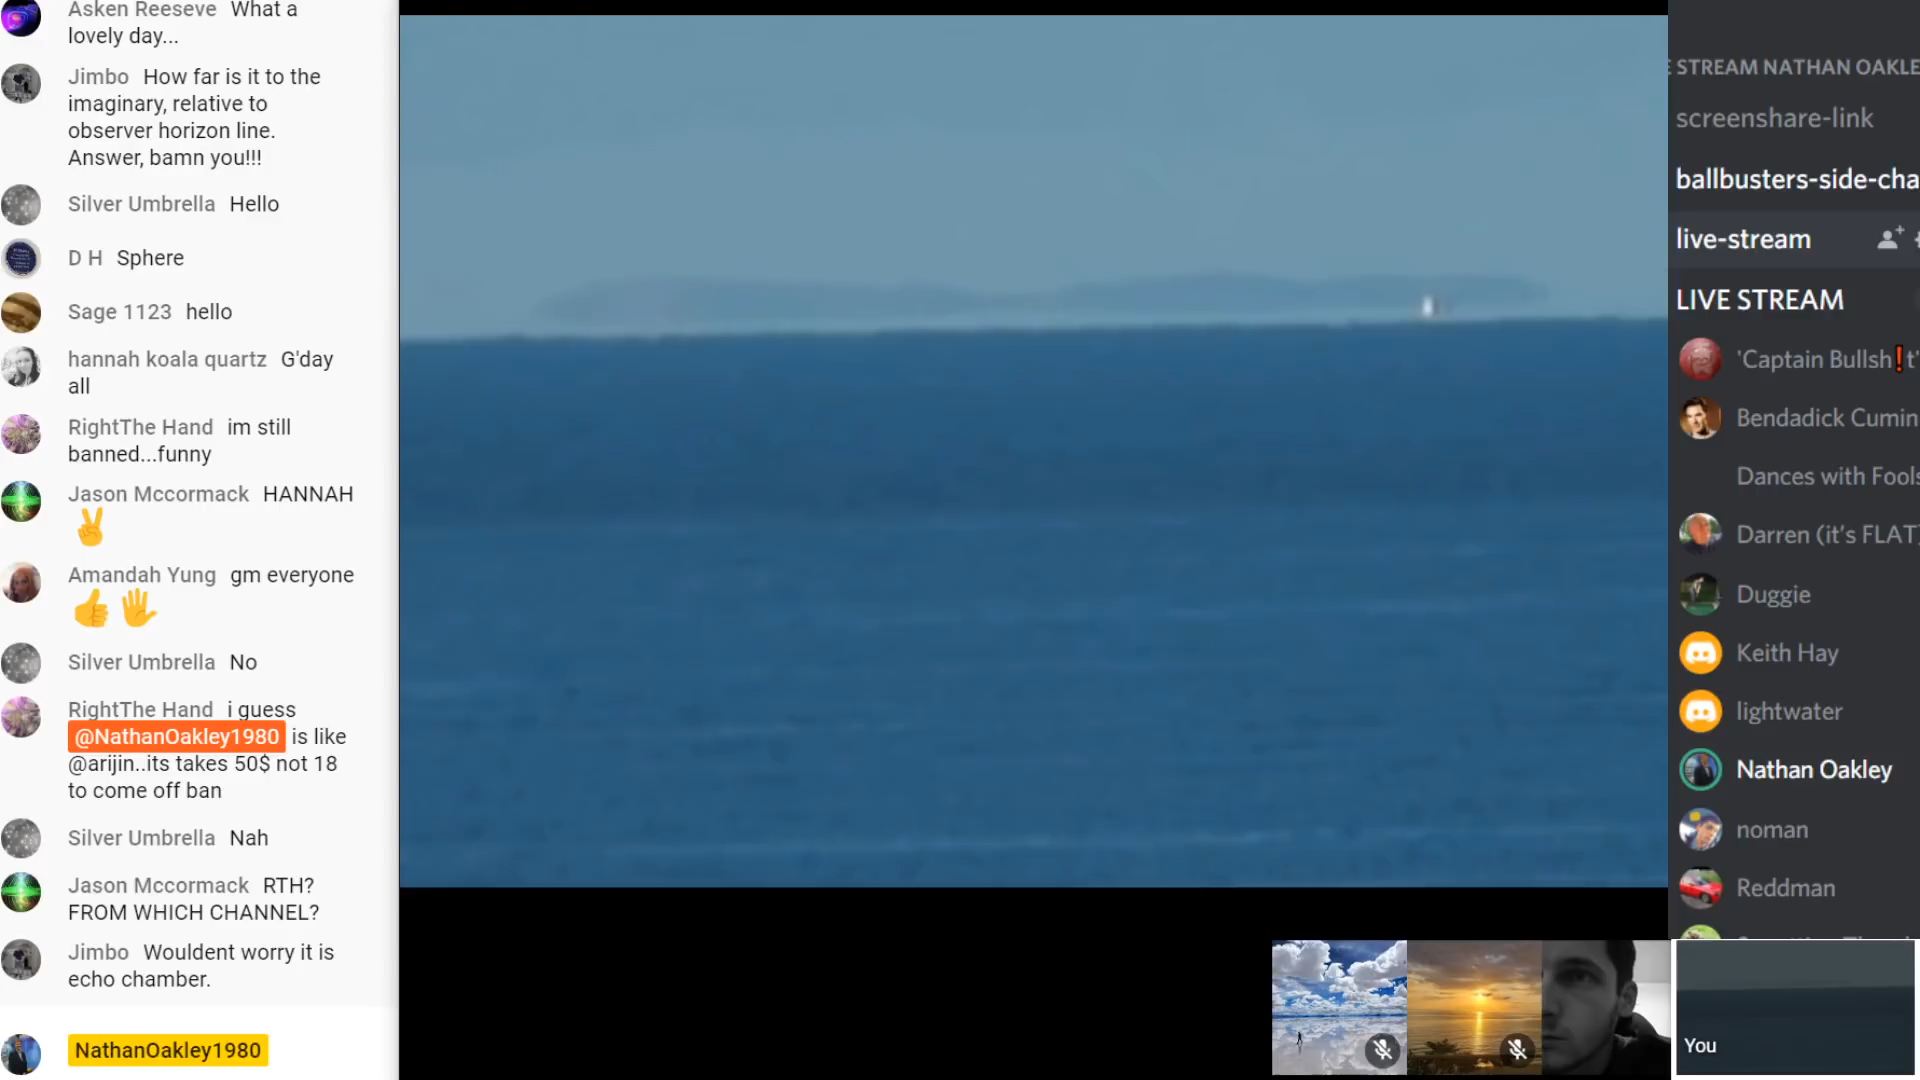 Asken Reeseve What a
lovely day...
Jimbo How far is it to the
imaginary, relative to
observer horizon line.
Answer, bamn you!!!
Silver Umbrella Hello
D H Sphere
Sage 1123 hello
hannah koala quartz G'day
all
RightThe Hand im still
banned...funny
Jason Mccormack HANNAH
✌
Amandah Yung gm everyone
👍 🖐
Silver Umbrella No
RightThe Hand i guess
@NathanOakley1980 is like
@arijin..its takes 50$ not 18
to come off ban
Silver Umbrella Nah
Jason Mccormack RTH?
FROM WHICH CHANNEL?
Jimbo Wouldent worry it is
echo chamber.
NathanOakley1980
STREAM NATHAN OAKLE
screenshare-link
ballbusters-side-cha
live-stream
LIVE STREAM
'Captain Bullsh❗t'
Bendadick Cumin
Dances with Fools
Darren (it's FLAT)
Duggie
Keith Hay
lightwater
Nathan Oakley
noman
Reddman
You